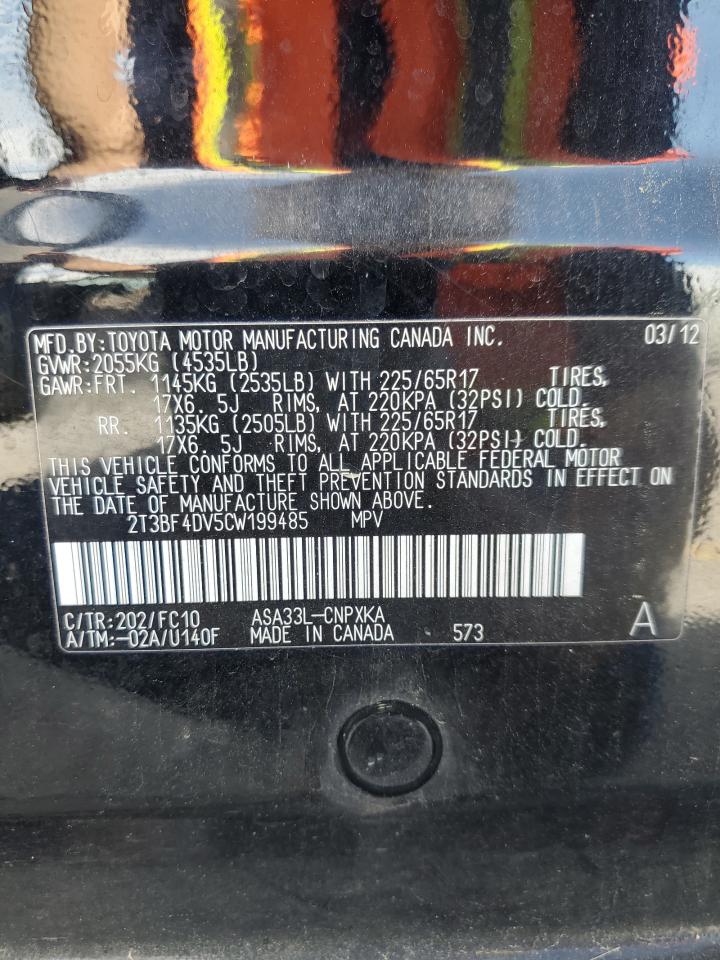 MFD.BY:TOYOTA MOTOR MANUFACTURING CANADA INC. 03/12
GVWR:2055KG (4535LB)
GAWR:FRT. 1145KG (2535LB) WITH 225/65R17 TIRES,
17X6.5J RIMS, AT 220KPA (32PSI) COLD.
RR. 1135KG (2505LB) WITH 225/65R17 TIRES,
17X6.5J RIMS, AT 220KPA (32PSI) COLD.
THIS VEHICLE CONFORMS TO ALL APPLICABLE FEDERAL MOTOR
VEHICLE SAFETY AND THEFT PREVENTION STANDARDS IN EFFECT ON
THE DATE OF MANUFACTURE SHOWN ABOVE.
2T3BF4DV5CW199485 MPV
C/TR:202/FC10 ASA33L-CNPXKA
A/TM:-02A/U140F MADE IN CANADA 573 A